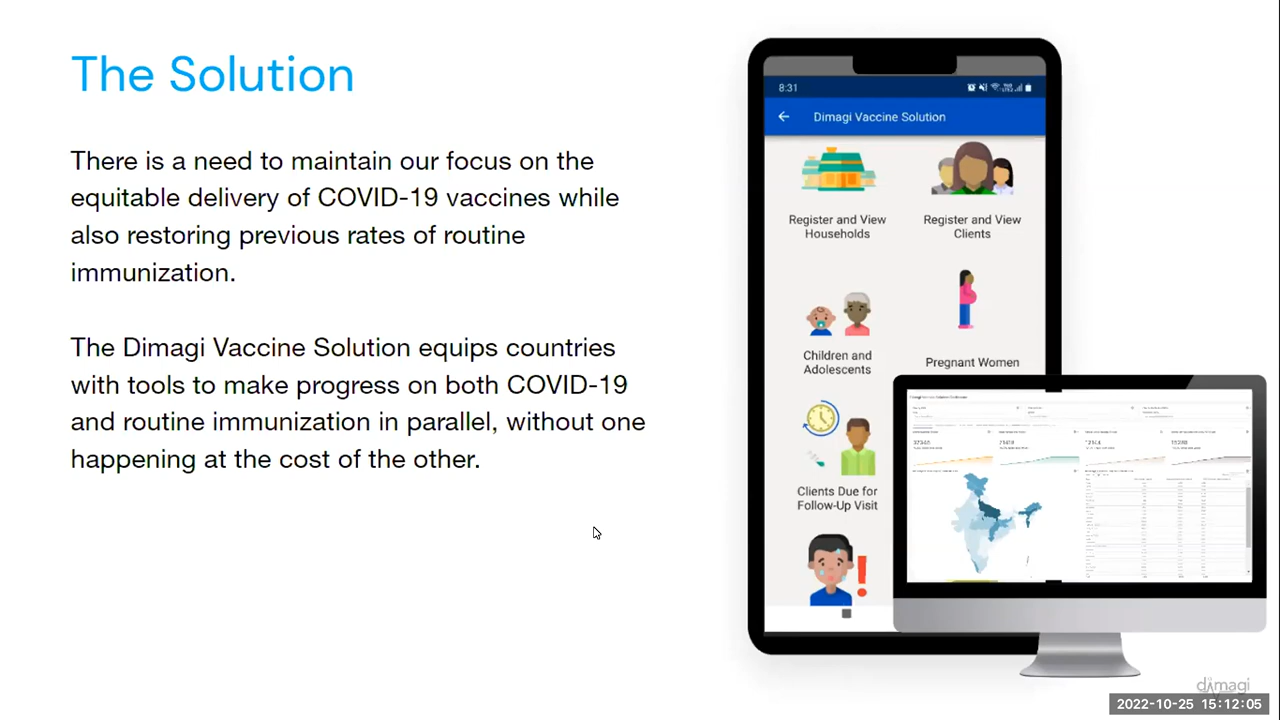 The Solution
There is a need to maintain our focus on the
equitable delivery of COVID-19 vaccines while
also restoring previous rates of routine
immunization.
The Dimagi Vaccine Solution equips countries
with tools to make progress on both COVID-19
and routine immunization in parallel, without one
happening at the cost of the other.
8:31
Dimagi Vaccine Solution
Register and View
Households
Register and View
Clients
Children and
Adolescents
Pregnant Women
Clients Due for
Follow-Up Visit
dimagi
2022-10-25 15:12:05